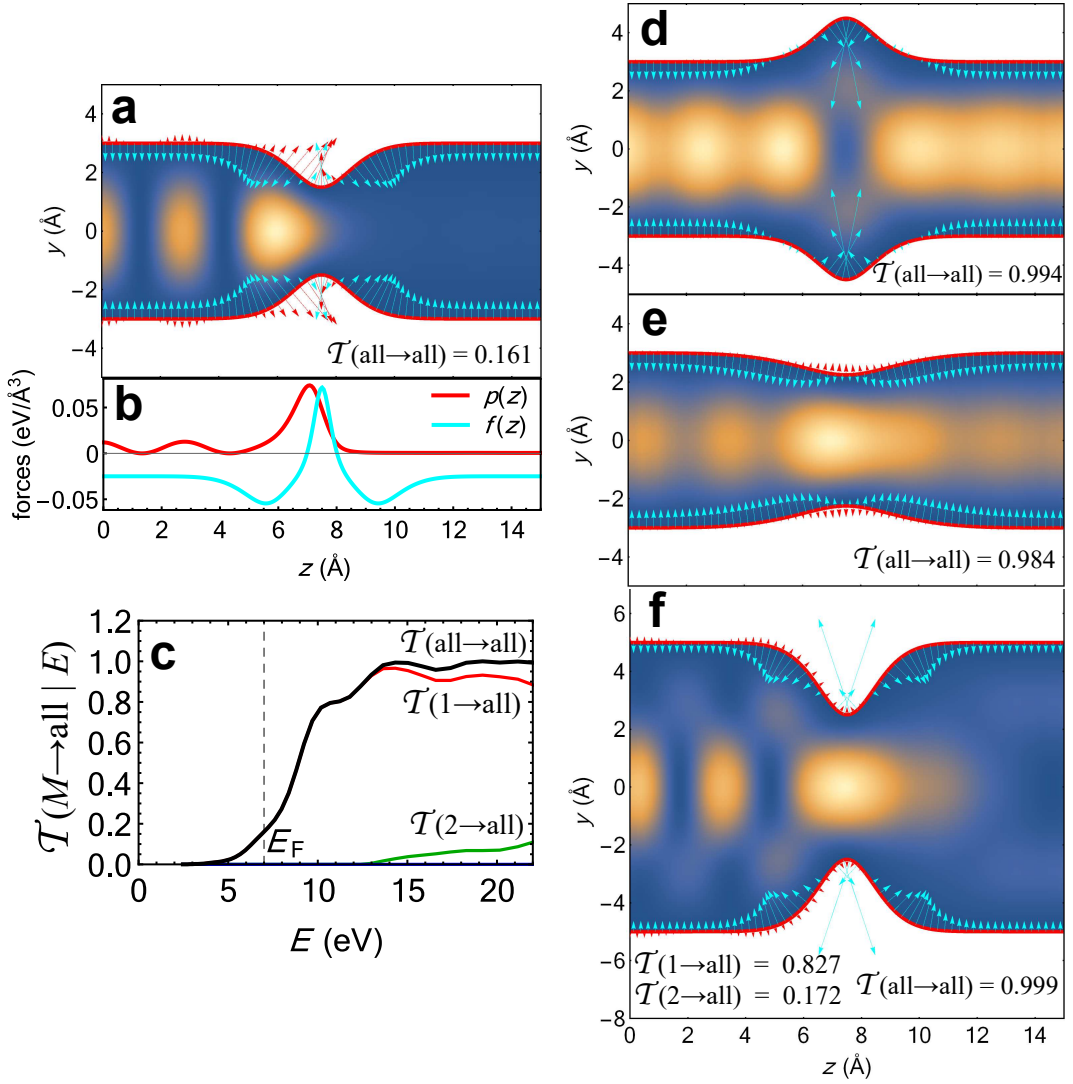 a
4
2
0
−2
−4
y (Å)
𝒯(all→all) = 0.161
b
0.05
0
−0.05
forces (eV/Å³)
p(z)
f(z)
0 2 4 6 8 10 12 14
z (Å)
c
1.2
1.0
0.8
0.6
0.4
0.2
0.0
𝒯(M→all | E)
𝒯(all→all)
𝒯(1→all)
𝒯(2→all)
E_F
0 5 10 15 20
E (eV)
d
4
2
0
−2
−4
y (Å)
𝒯(all→all) = 0.994
e
4
2
0
−2
−4
y (Å)
𝒯(all→all) = 0.984
f
6
4
2
0
−2
−4
−6
−8
y (Å)
𝒯(1→all) = 0.827
𝒯(2→all) = 0.172
𝒯(all→all) = 0.999
0 2 4 6 8 10 12 14
z (Å)